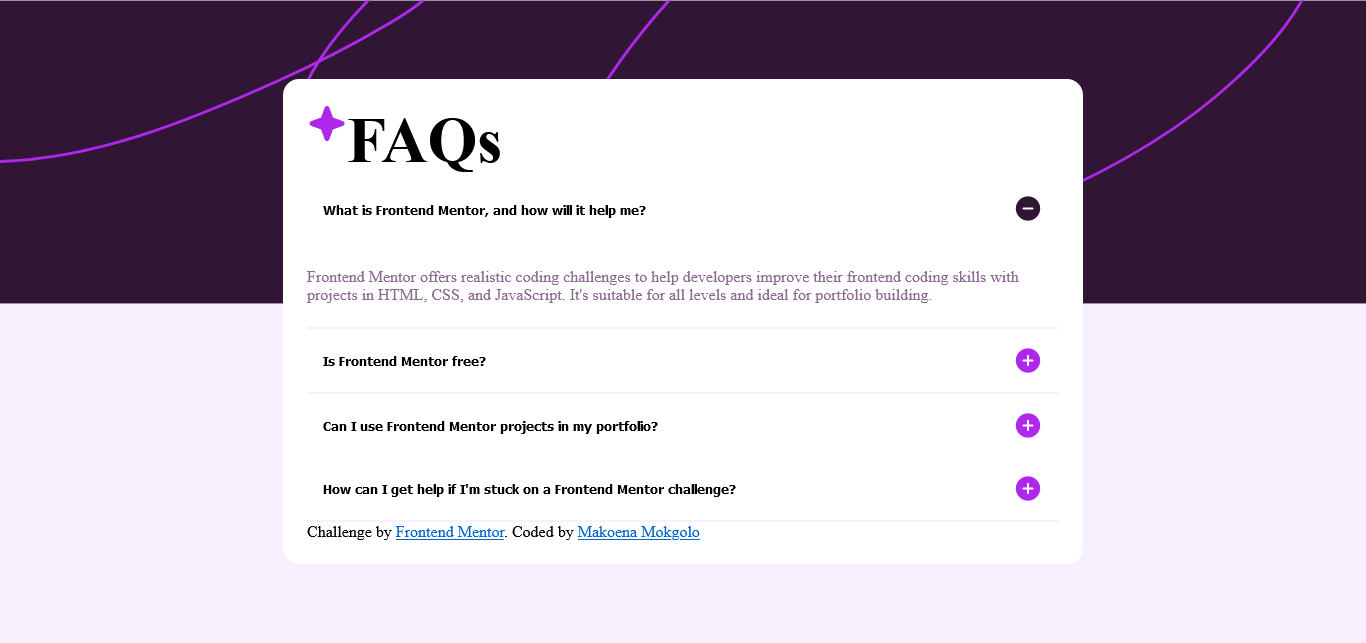 FAQs
What is Frontend Mentor, and how will it help me?
Frontend Mentor offers realistic coding challenges to help developers improve their frontend coding skills with
projects in HTML, CSS, and JavaScript. It's suitable for all levels and ideal for portfolio building.
Is Frontend Mentor free?
Can I use Frontend Mentor projects in my portfolio?
How can I get help if I'm stuck on a Frontend Mentor challenge?
Challenge by Frontend Mentor. Coded by Makoena Mokgolo